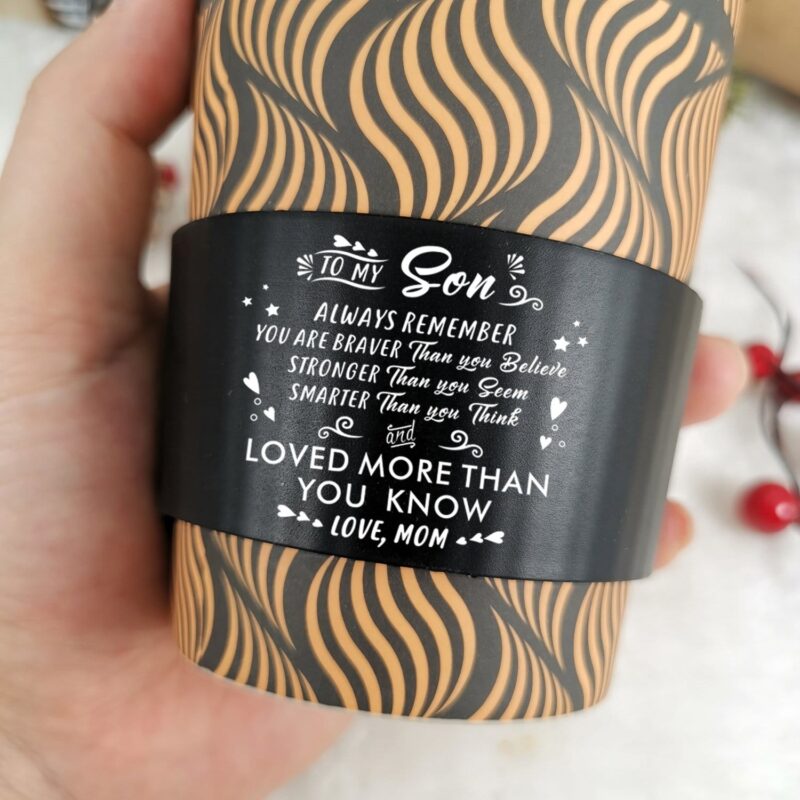 TO MY Son
ALWAYS REMEMBER
YOU ARE BRAVER Than you Believe
STRONGER Than you Seem
SMARTER Than you Think
and
LOVED MORE THAN
YOU KNOW
LOVE, MOM